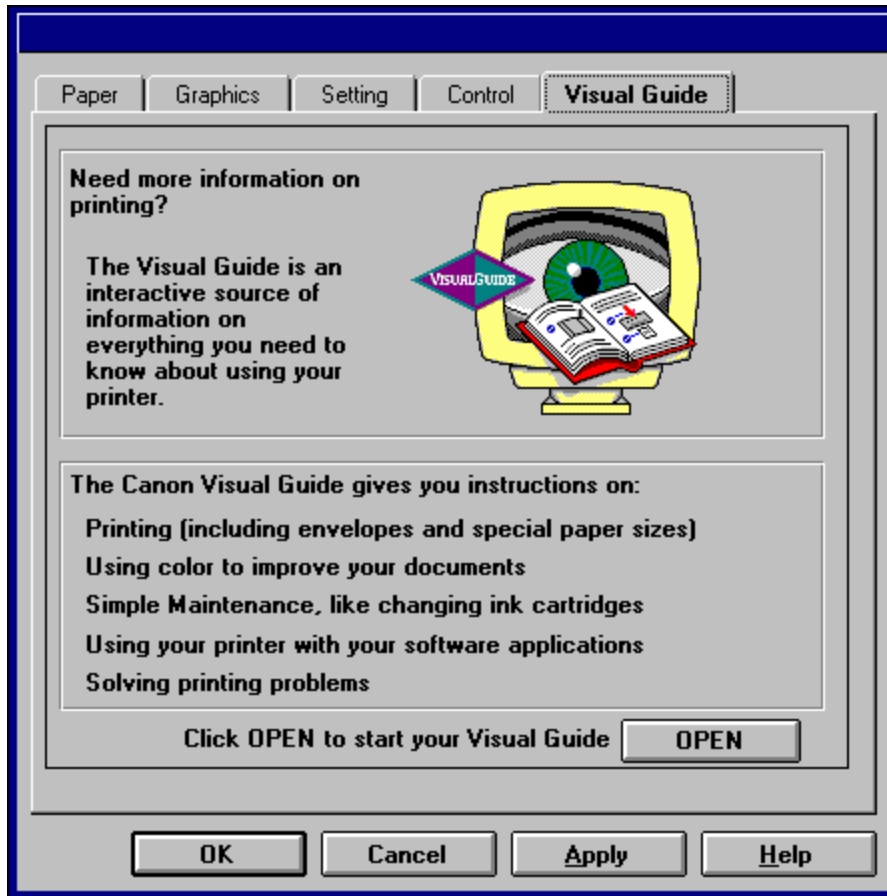 Paper Graphics Setting Control Visual Guide
Need more information on
printing?
The Visual Guide is an
interactive source of
information on
everything you need to
know about using your
printer.
VISUALGUIDE
The Canon Visual Guide gives you instructions on:
Printing (including envelopes and special paper sizes)
Using color to improve your documents
Simple Maintenance, like changing ink cartridges
Using your printer with your software applications
Solving printing problems
Click OPEN to start your Visual Guide OPEN
OK Cancel Apply Help